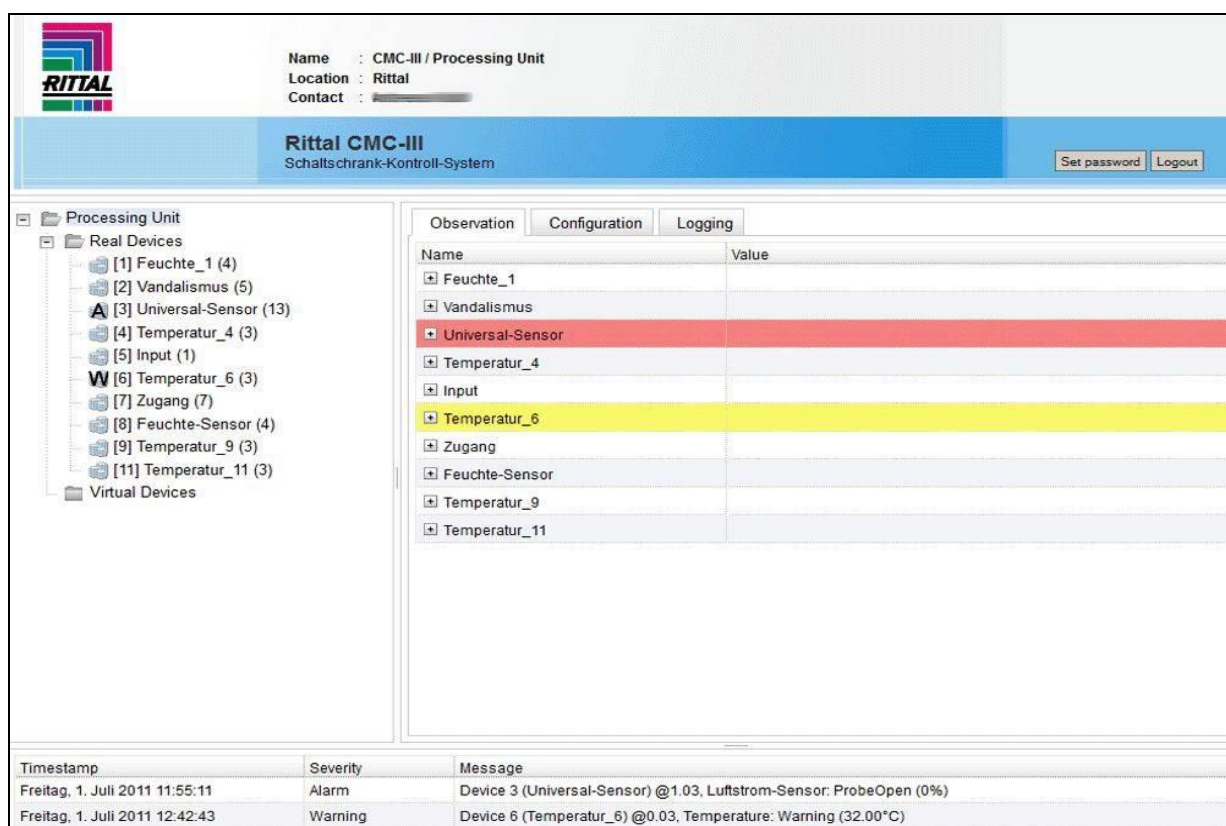 RITTAL
Name : CMC-III / Processing Unit
Location : Rittal
Contact :
Rittal CMC-III
Schaltschrank-Kontroll-System
Set password Logout
Processing Unit
Real Devices
[1] Feuchte_1 (4)
[2] Vandalismus (5)
A [3] Universal-Sensor (13)
[4] Temperatur_4 (3)
[5] Input (1)
W [6] Temperatur_6 (3)
[7] Zugang (7)
[8] Feuchte-Sensor (4)
[9] Temperatur_9 (3)
[11] Temperatur_11 (3)
Virtual Devices
Observation Configuration Logging
Name Value
Feuchte_1
Vandalismus
Universal-Sensor
Temperatur_4
Input
Temperatur_6
Zugang
Feuchte-Sensor
Temperatur_9
Temperatur_11
Timestamp Severity Message
Freitag, 1. Juli 2011 11:55:11 Alarm Device 3 (Universal-Sensor) @1.03, Luftstrom-Sensor: ProbeOpen (0%)
Freitag, 1. Juli 2011 12:42:43 Warning Device 6 (Temperatur_6) @0.03, Temperature: Warning (32.00°C)